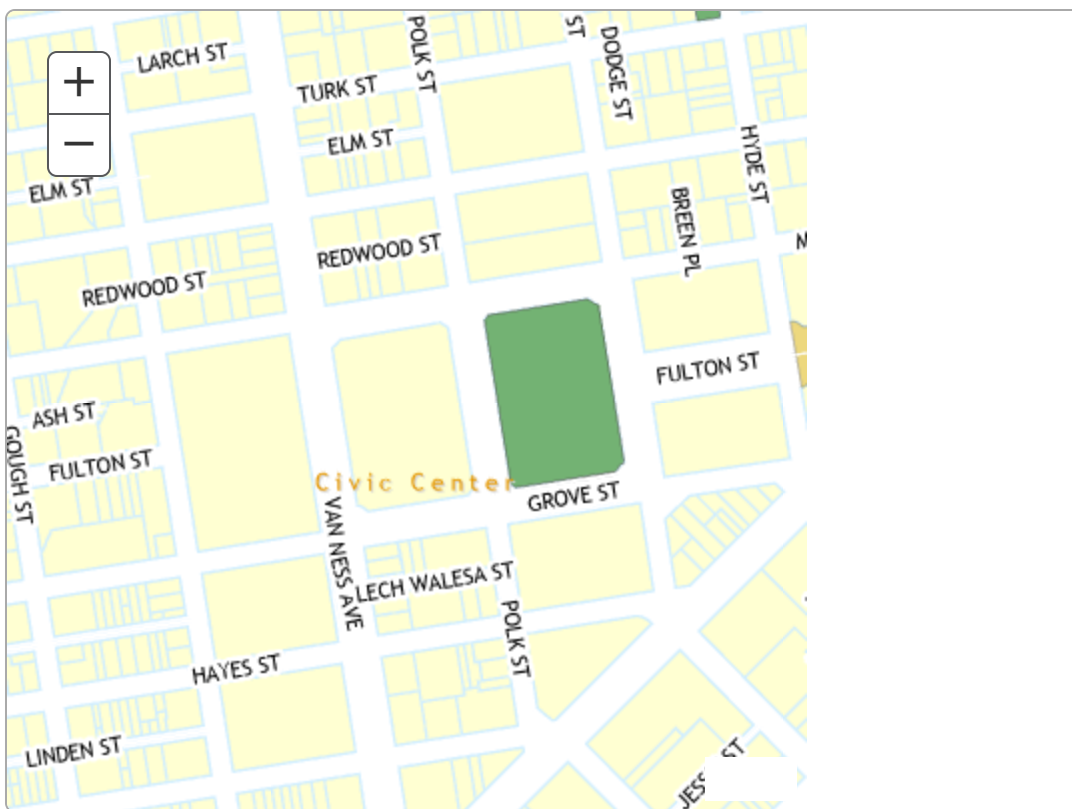 POLK ST
ST
DODGE ST
LARCH ST
+
TURK ST
ELM ST
−
HYDE ST
ELM ST
BREEN PL
REDWOOD ST
REDWOOD ST
FULTON ST
ASH ST
GOUGH ST
FULTON ST
Civic Center
GROVE ST
VAN NESS AVE
LECH WALESA ST
POLK ST
HAYES ST
LINDEN ST
ST